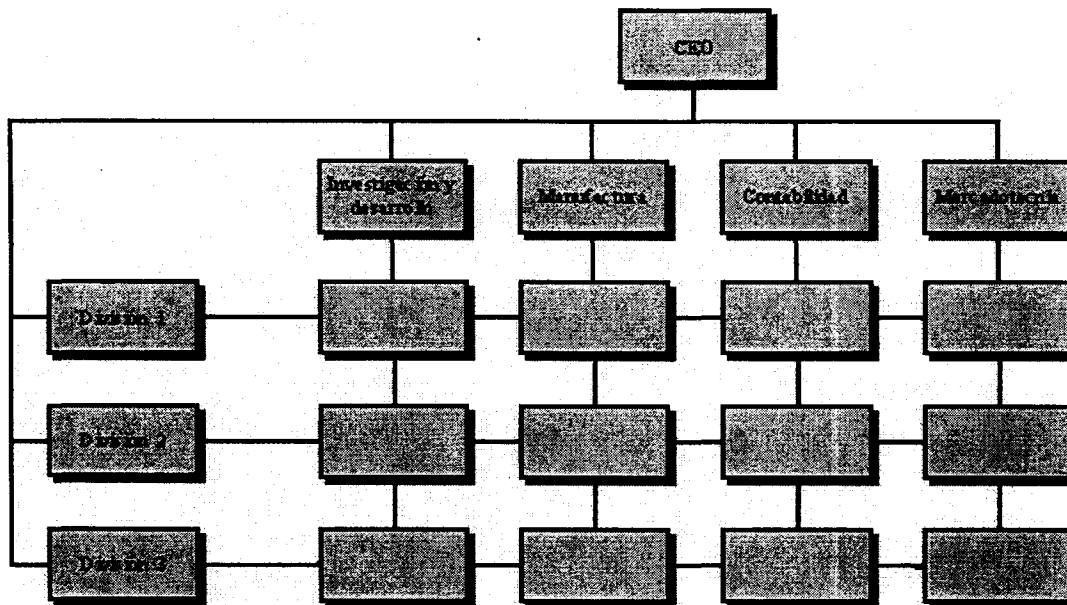 CEO
Investigación y
desarrollo
Manufactura
Contabilidad
Mercadotecnia
División 1
División 2
División 3